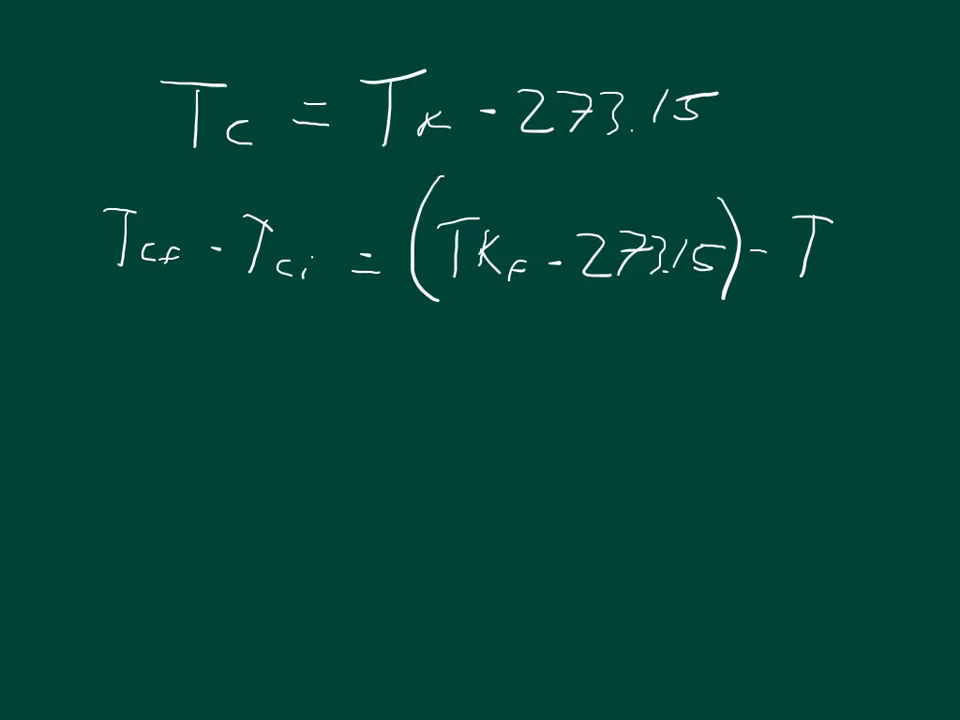 Tc = Tk - 273.15
Tcf - Tci = (TKF - 273.15) - T